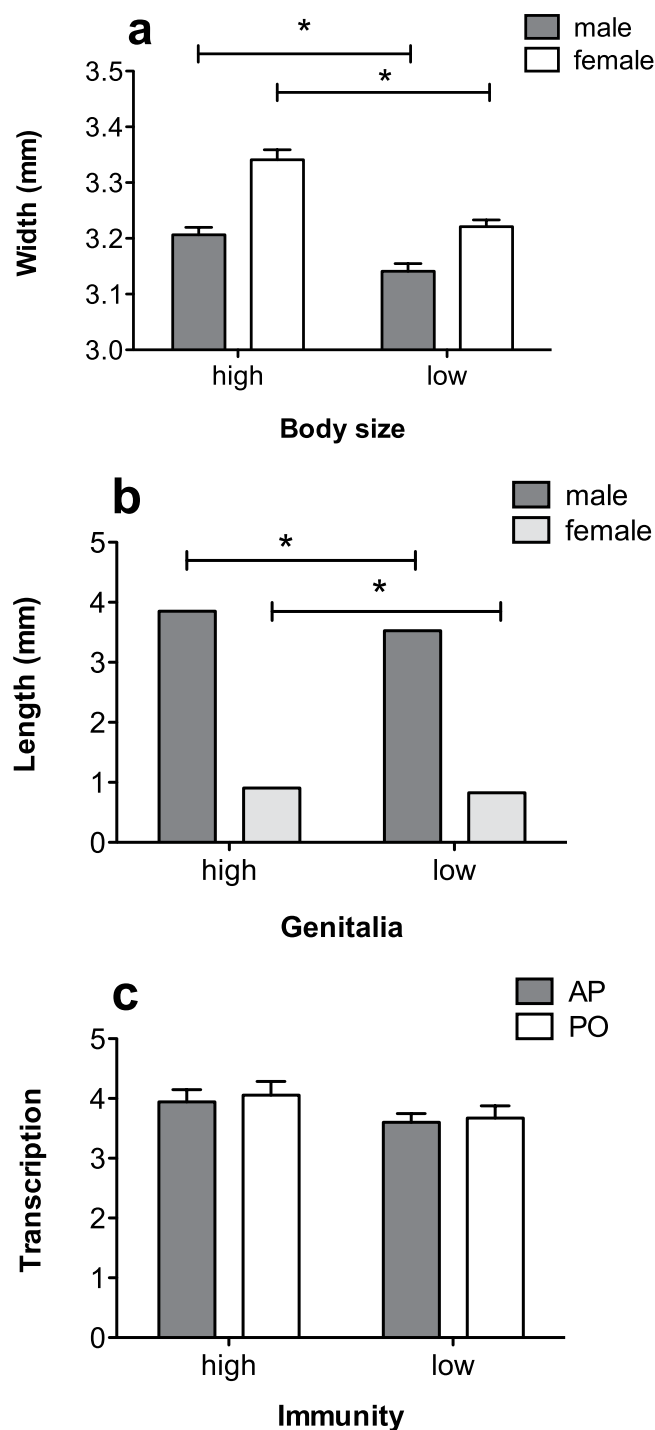 a
male
female
*
*
3.5
3.4
3.3
3.2
3.1
3.0
Width (mm)
high low
Body size
b
male
female
*
*
5
4
3
2
1
0
Length (mm)
high low
Genitalia
c
AP
PO
5
4
3
2
1
0
Transcription
high low
Immunity